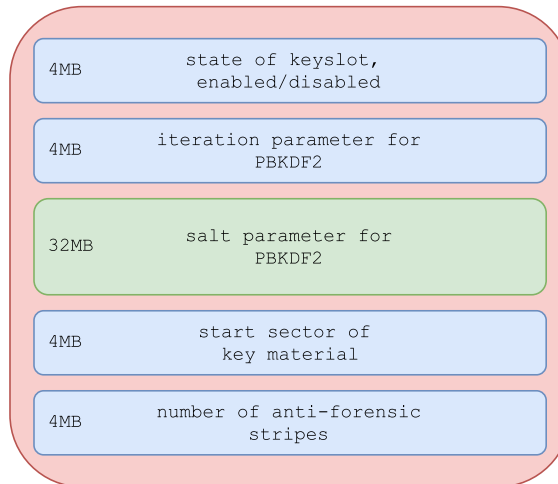 4MB
state of keyslot,
enabled/disabled
4MB
iteration parameter for
PBKDF2
32MB
salt parameter for
PBKDF2
4MB
start sector of
key material
4MB
number of anti-forensic
stripes